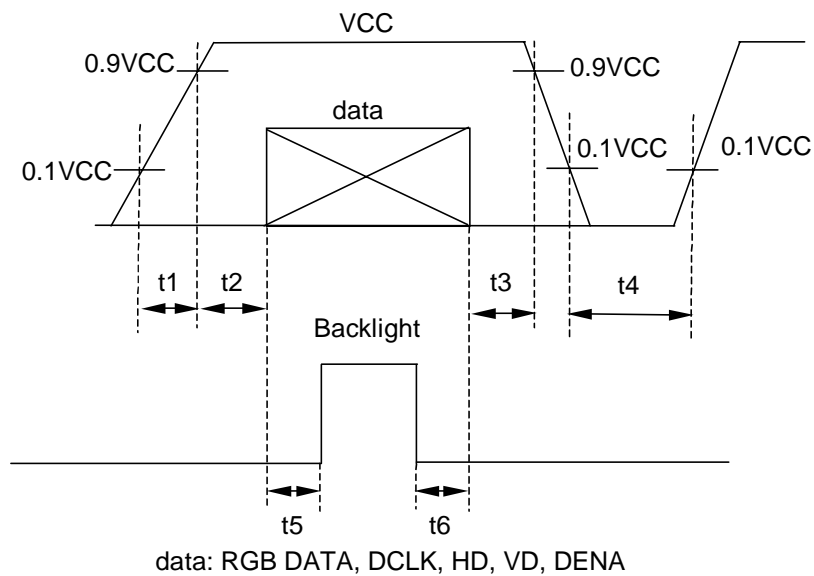 VCC
0.9VCC
0.9VCC
data
0.1VCC
0.1VCC
0.1VCC
t1
t2
t3
t4
Backlight
t5
t6
data: RGB DATA, DCLK, HD, VD, DENA